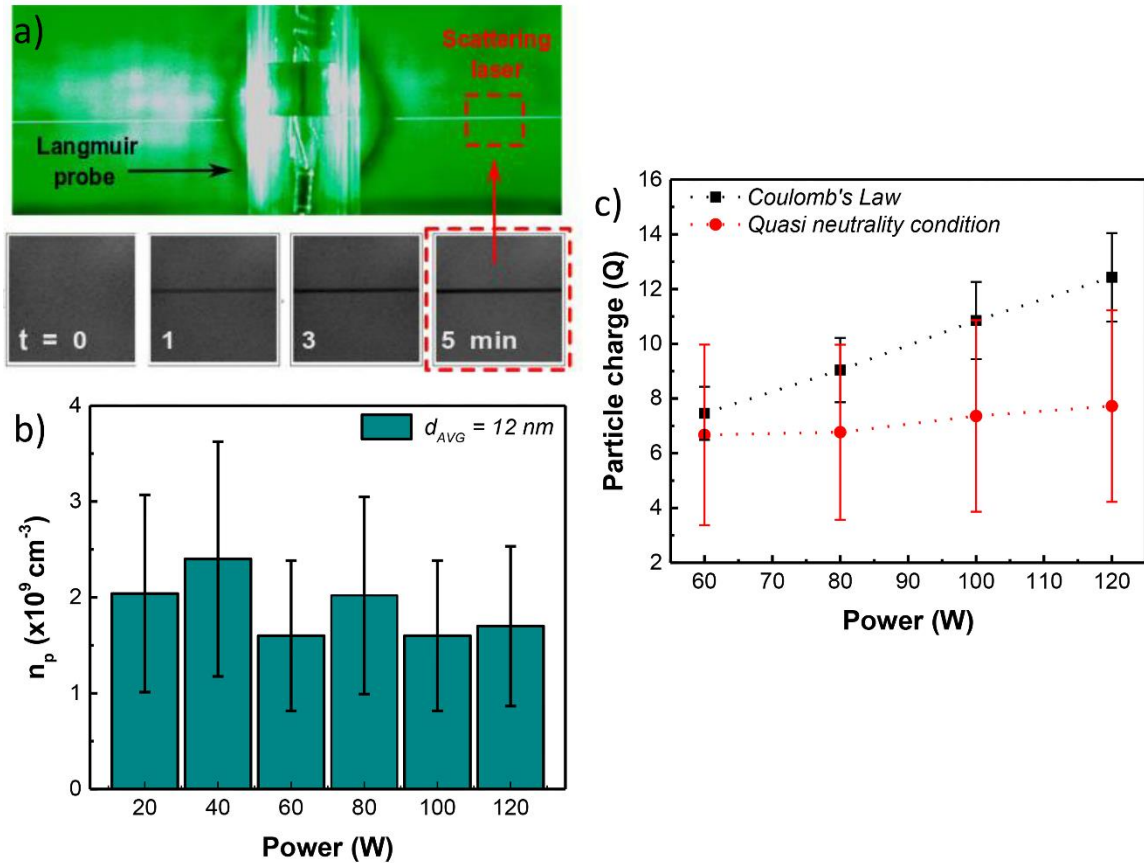 a)
Scattering
laser
Langmuir
probe
t = 0
1
3
5 min
b)
4
3
2
1
0
n_p (x10^9 cm^-3)
d_AVG = 12 nm
20 40 60 80 100 120
Power (W)
c)
16
14
12
10
8
6
4
2
Particle charge (Q)
Coulomb's Law
Quasi neutrality condition
60 70 80 90 100 110 120
Power (W)